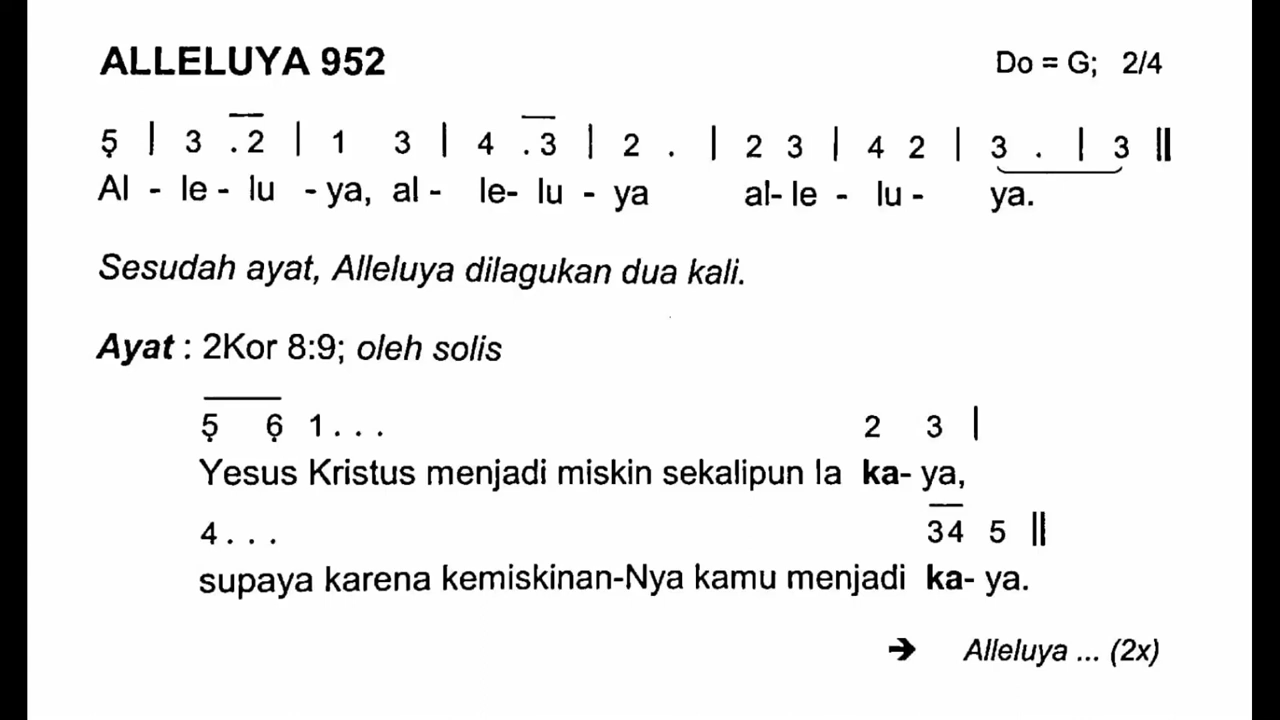 ALLELUYA 952 Do = G; 2/4
5̣ | 3 .2 | 1 3 | 4 .3 | 2 . | 2 3 | 4 2 | 3 . | 3 ||
Al - le - lu - ya, al - le- lu - ya al- le - lu - ya.
Sesudah ayat, Alleluya dilagukan dua kali.
Ayat : 2Kor 8:9; oleh solis
5̣ 6̣ 1 . . . 2 3 |
Yesus Kristus menjadi miskin sekalipun Ia ka- ya,
4 . . . 34 5 ||
supaya karena kemiskinan-Nya kamu menjadi ka- ya.
➔ Alleluya ... (2x)